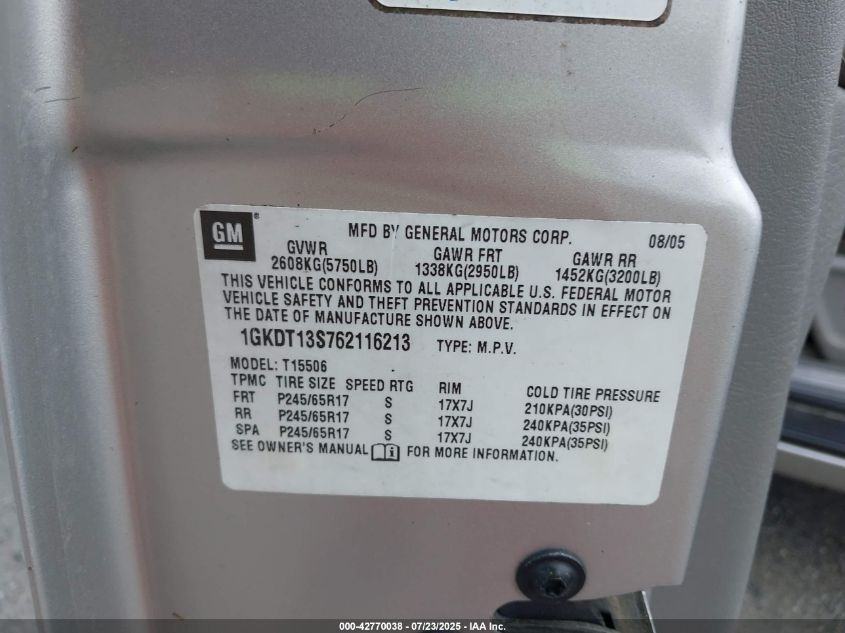 GM ® MFD BY GENERAL MOTORS CORP. 08/05
GVWR GAWR FRT GAWR RR
2608KG(5750LB) 1338KG(2950LB) 1452KG(3200LB)
THIS VEHICLE CONFORMS TO ALL APPLICABLE U.S. FEDERAL MOTOR
VEHICLE SAFETY AND THEFT PREVENTION STANDARDS IN EFFECT ON
THE DATE OF MANUFACTURE SHOWN ABOVE.
1GKDT13S762116213 TYPE: M.P.V.
MODEL: T15506
TPMC TIRE SIZE SPEED RTG RIM COLD TIRE PRESSURE
FRT P245/65R17 S 17X7J 210KPA(30PSI)
RR P245/65R17 S 17X7J 240KPA(35PSI)
SPA P245/65R17 S 17X7J 240KPA(35PSI)
SEE OWNER'S MANUAL i FOR MORE INFORMATION.
000-42770038 - 07/23/2025 - IAA Inc.